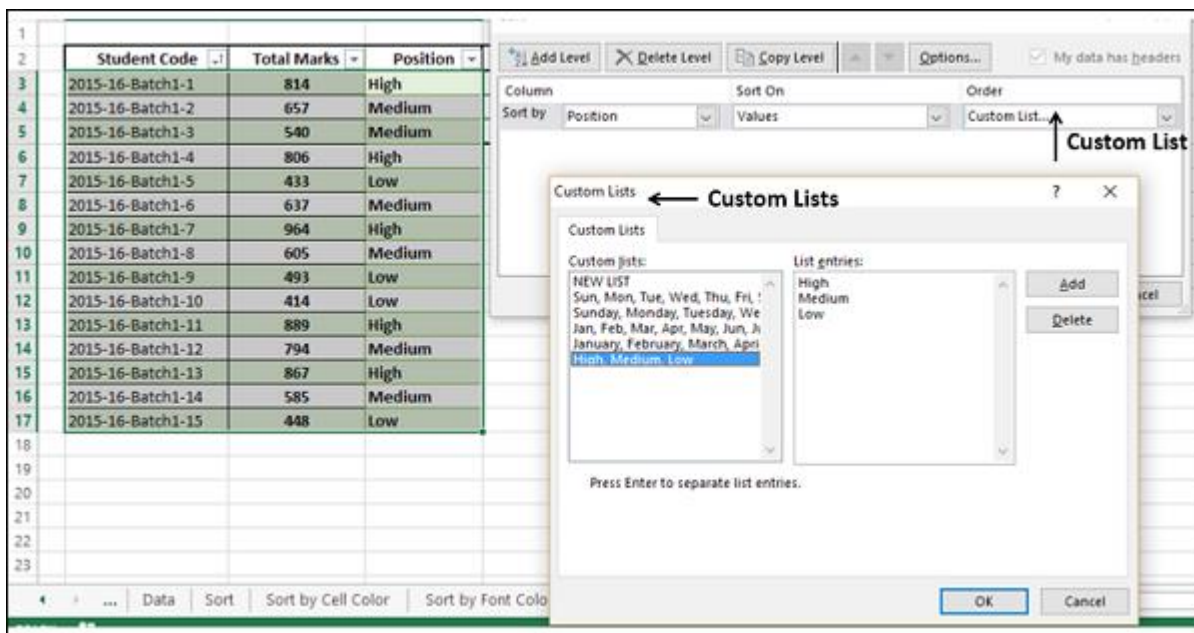 1
2 Student Code Total Marks Position
3 2015-16-Batch1-1 814 High
4 2015-16-Batch1-2 657 Medium
5 2015-16-Batch1-3 540 Medium
6 2015-16-Batch1-4 806 High
7 2015-16-Batch1-5 433 Low
8 2015-16-Batch1-6 637 Medium
9 2015-16-Batch1-7 964 High
10 2015-16-Batch1-8 605 Medium
11 2015-16-Batch1-9 493 Low
12 2015-16-Batch1-10 414 Low
13 2015-16-Batch1-11 889 High
14 2015-16-Batch1-12 794 Medium
15 2015-16-Batch1-13 867 High
16 2015-16-Batch1-14 585 Medium
17 2015-16-Batch1-15 448 Low
18
19
20
21
22
23
... Data Sort Sort by Cell Color Sort by Font Colo
Add Level Delete Level Copy Level Options... My data has headers
Column Sort On Order
Sort by Position Values Custom List...
Custom List
Custom Lists ? ×
Custom Lists
Custom Lists
Custom lists: List entries:
NEW LIST
Sun, Mon, Tue, Wed, Thu, Fri,
Sunday, Monday, Tuesday, We
Jan, Feb, Mar, Apr, May, Jun,
January, February, March, Apri
High, Medium, Low
High
Medium
Low
Add
Delete
cel
Press Enter to separate list entries.
OK Cancel